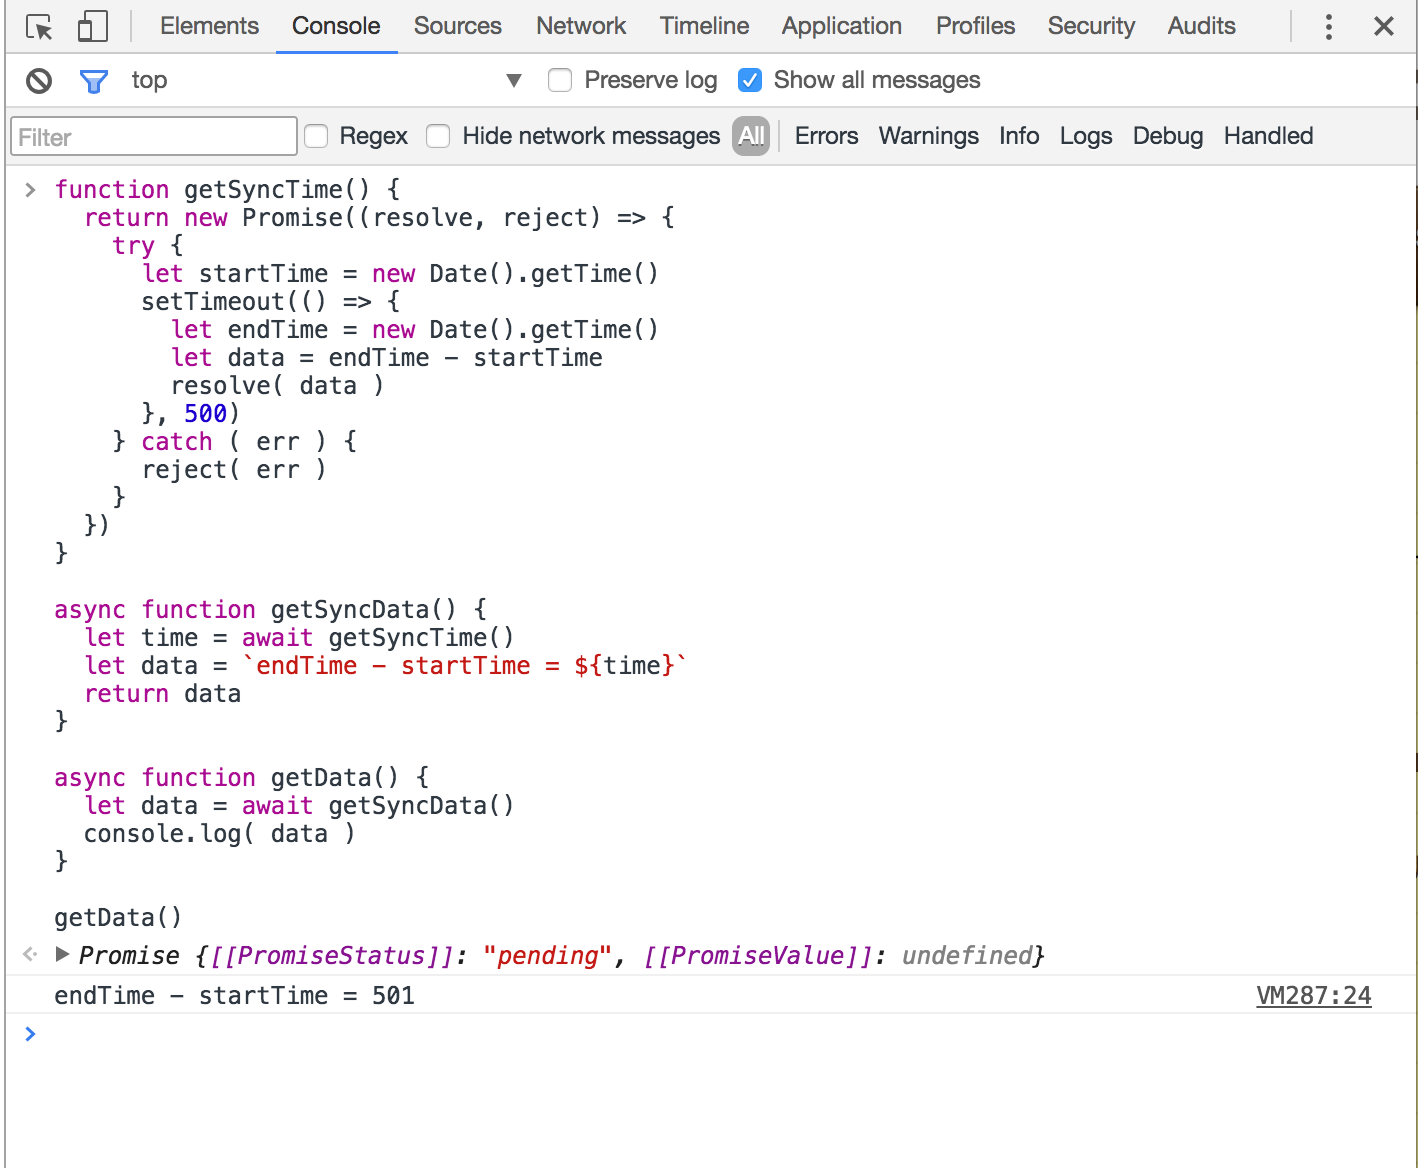 Elements Console Sources Network Timeline Application Profiles Security Audits
top Preserve log Show all messages
Filter Regex Hide network messages All Errors Warnings Info Logs Debug Handled
function getSyncTime() {
  return new Promise((resolve, reject) => {
    try {
      let startTime = new Date().getTime()
      setTimeout(() => {
        let endTime = new Date().getTime()
        let data = endTime - startTime
        resolve( data )
      }, 500)
    } catch ( err ) {
      reject( err )
    }
  })
}
async function getSyncData() {
  let time = await getSyncTime()
  let data = `endTime - startTime = ${time}`
  return data
}
async function getData() {
  let data = await getSyncData()
  console.log( data )
}
getData()
Promise {[[PromiseStatus]]: "pending", [[PromiseValue]]: undefined}
endTime - startTime = 501 VM287:24